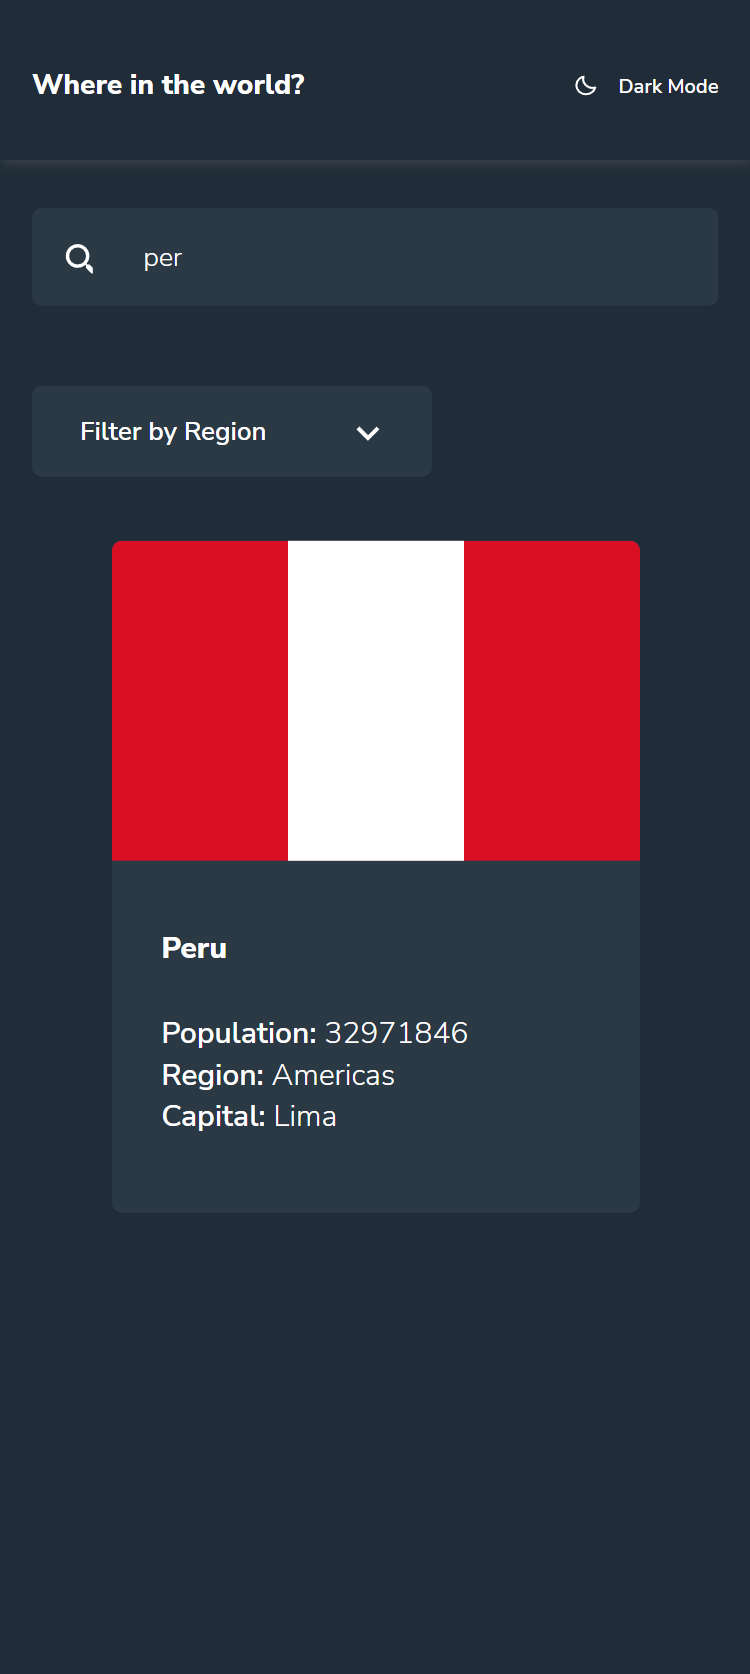 Where in the world?
Dark Mode
per
Filter by Region
Peru
Population: 32971846
Region: Americas
Capital: Lima